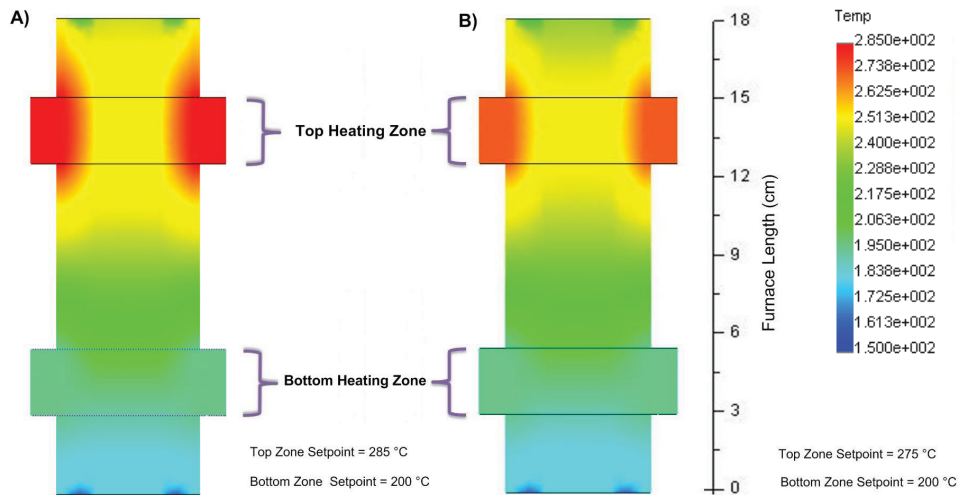 A)
B)
Top Heating Zone
Bottom Heating Zone
Top Zone Setpoint = 285 °C
Bottom Zone Setpoint = 200 °C
18
15
12
9
6
3
0
Furnace Length (cm)
Temp
2.850e+002
2.738e+002
2.625e+002
2.513e+002
2.400e+002
2.288e+002
2.175e+002
2.063e+002
1.950e+002
1.838e+002
1.725e+002
1.613e+002
1.500e+002
Top Zone Setpoint = 275 °C
Bottom Zone Setpoint = 200 °C